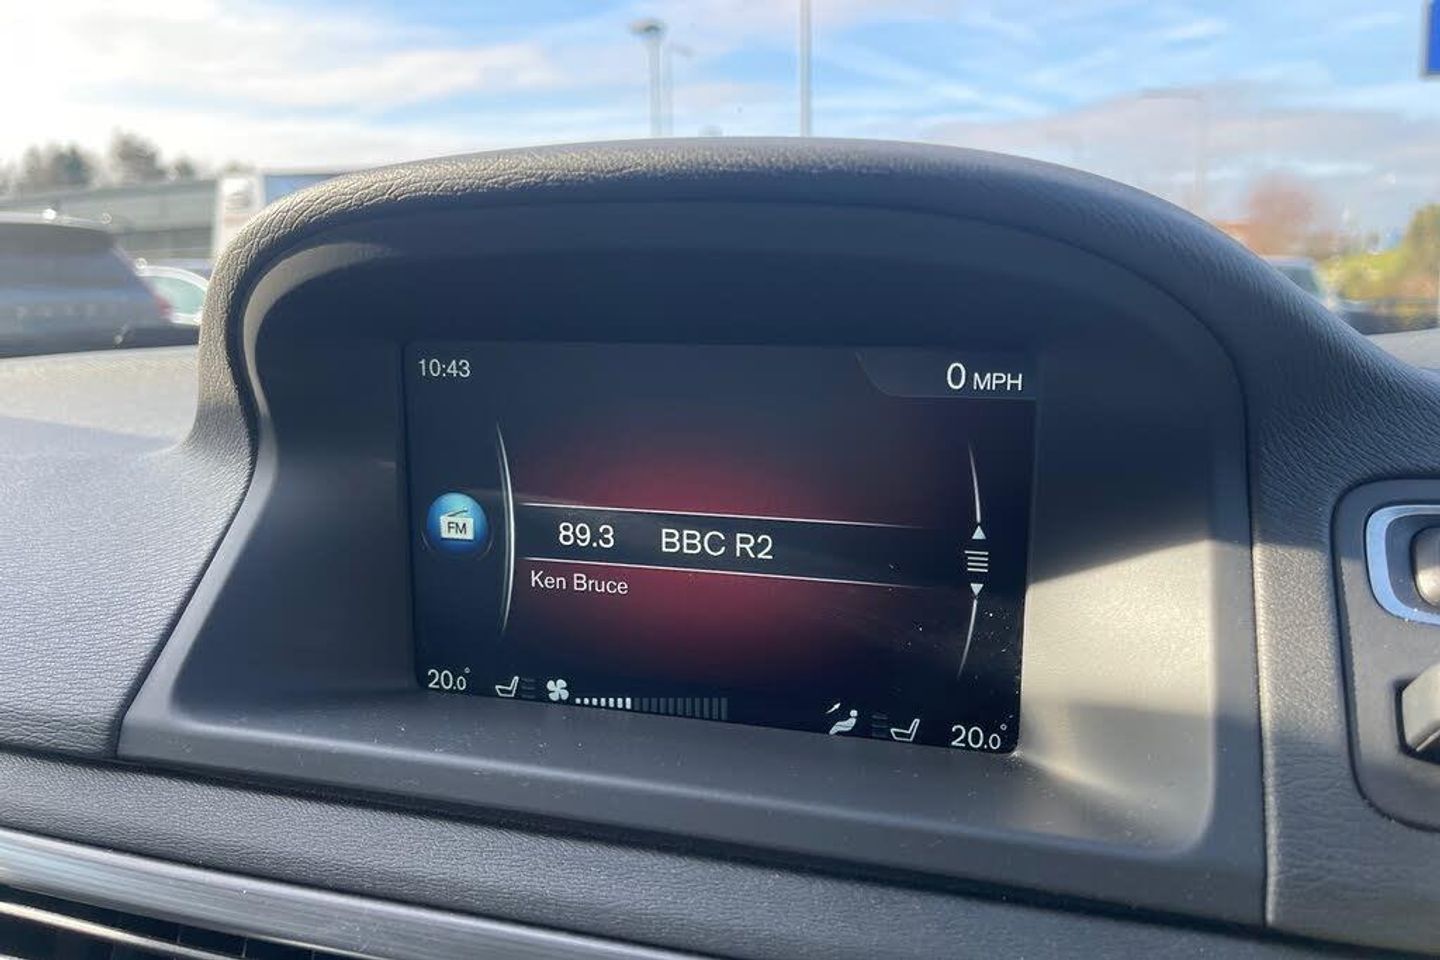 10:43
0 MPH
FM
89.3 BBC R2
Ken Bruce
20.0°
20.0°